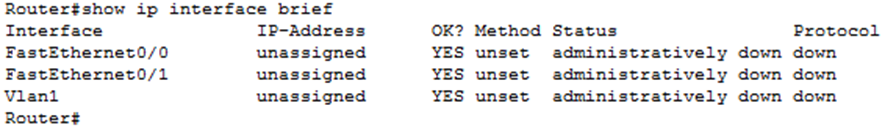 Router#show ip interface brief
Interface              IP-Address      OK? Method Status                Protocol
FastEthernet0/0        unassigned      YES unset  administratively down down
FastEthernet0/1        unassigned      YES unset  administratively down down
Vlan1                  unassigned      YES unset  administratively down down
Router#